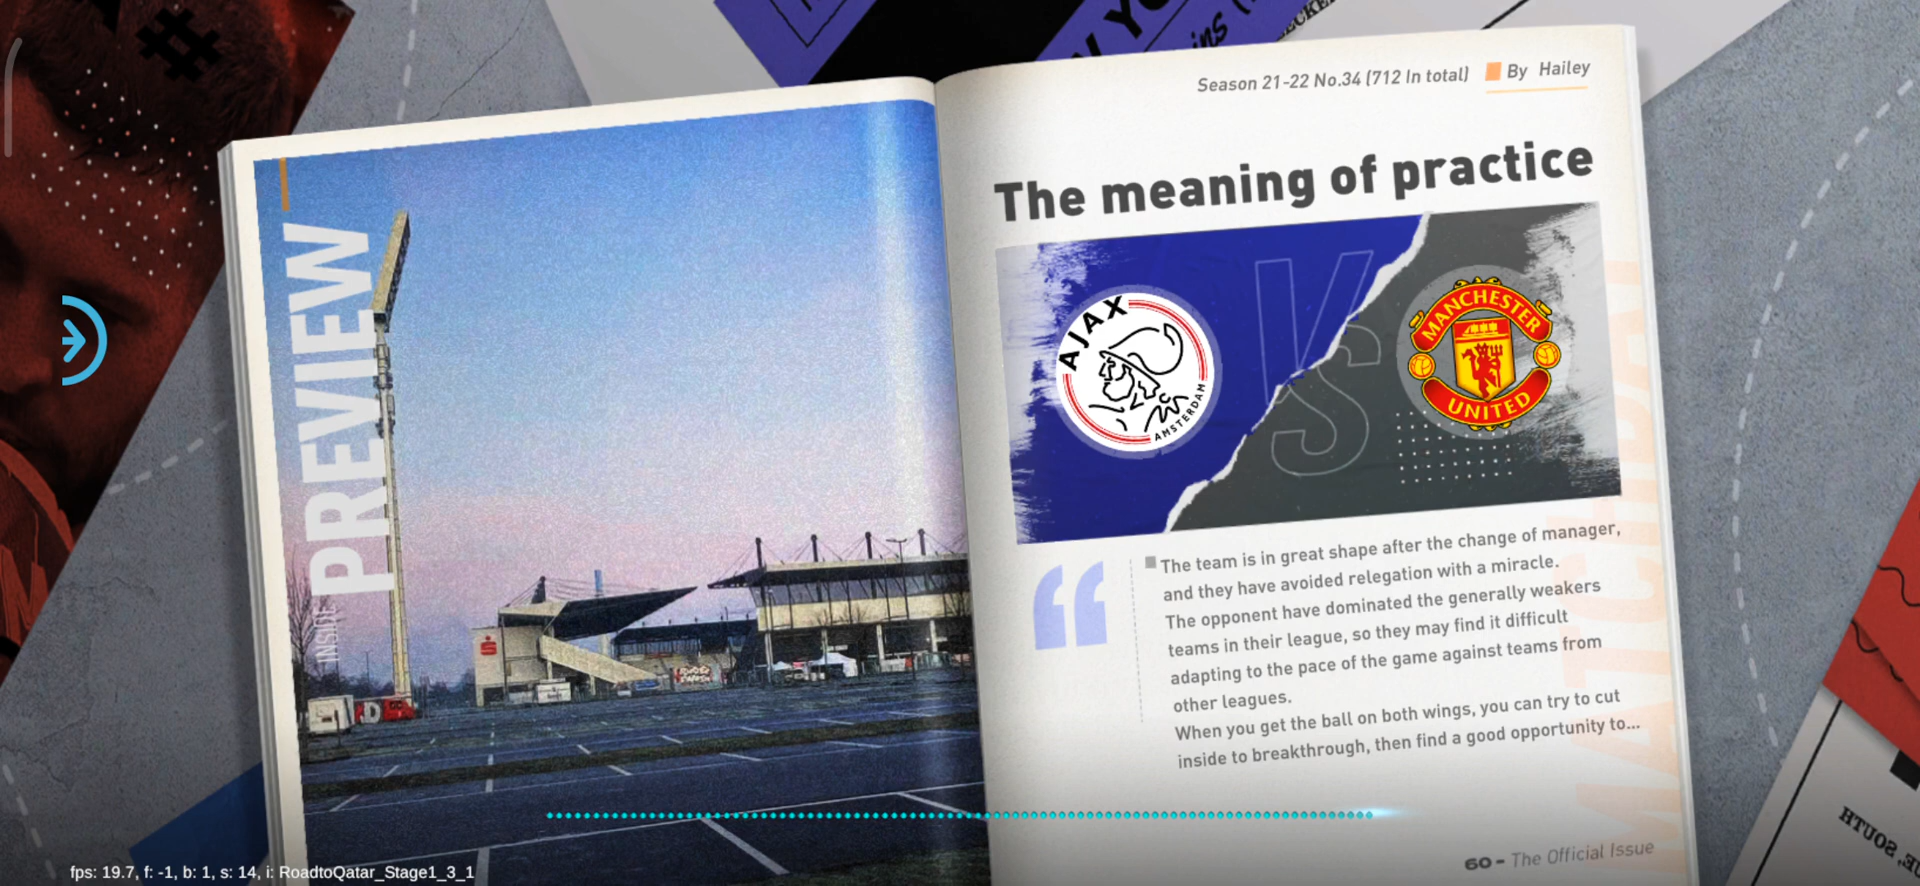 PREVIEW
INSIDE
Season 21-22 No.34 (712 In total)
By Hailey
The meaning of practice
AJAX
AMSTERDAM
VS
MANCHESTER
UNITED
The team is in great shape after the change of manager,
and they have avoided relegation with a miracle.
The opponent have dominated the generally weakers
teams in their league, so they may find it difficult
adapting to the pace of the game against teams from
other leagues.
When you get the ball on both wings, you can try to cut
inside to breakthrough, then find a good opportunity to...
60 - The Official Issue
fps: 19.7, f: -1, b: 1, s: 14, i: RoadtoQatar_Stage1_3_1